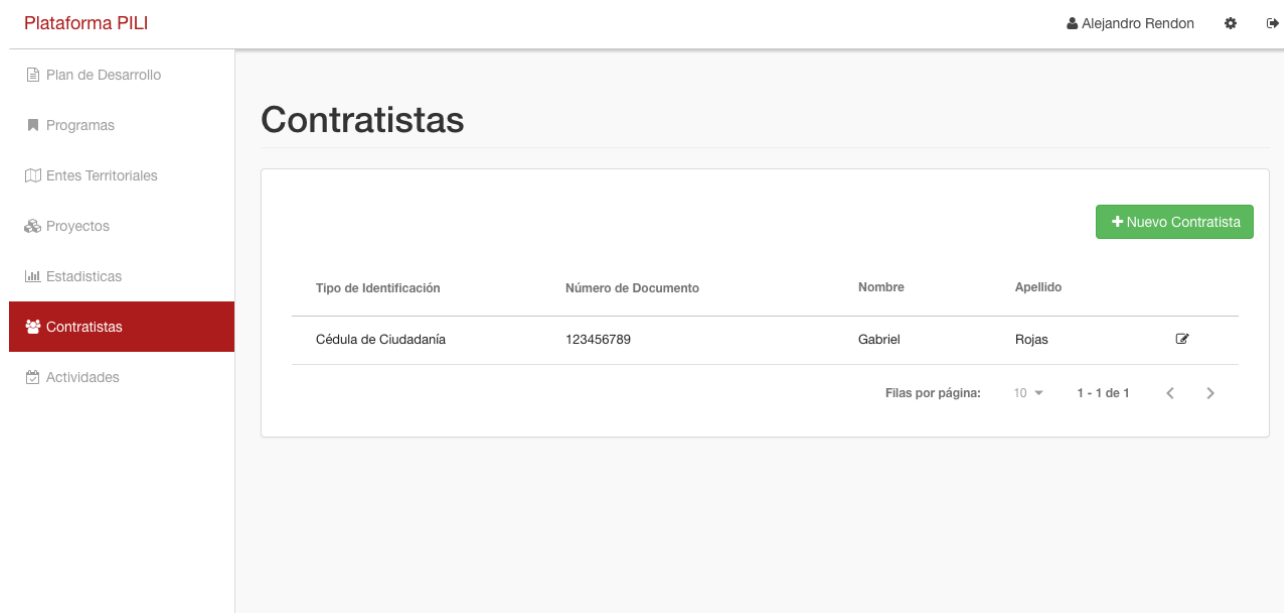 Plataforma PILI
Alejandro Rendon
Plan de Desarrollo
Programas
Entes Territoriales
Proyectos
Estadisticas
Contratistas
Actividades
Contratistas
Nuevo Contratista
Tipo de Identificación Número de Documento Nombre Apellido
Cédula de Ciudadanía 123456789 Gabriel Rojas
Filas por página: 10 1 - 1 de 1